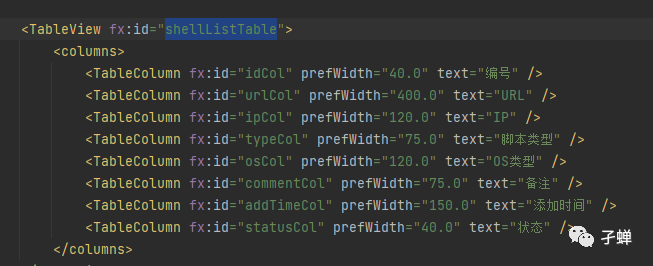 <TableView fx:id="shellListTable">
<columns>
<TableColumn fx:id="idCol" prefWidth="40.0" text="编号" />
<TableColumn fx:id="urlCol" prefWidth="400.0" text="URL" />
<TableColumn fx:id="ipCol" prefWidth="120.0" text="IP" />
<TableColumn fx:id="typeCol" prefWidth="75.0" text="脚本类型" />
<TableColumn fx:id="osCol" prefWidth="120.0" text="OS类型" />
<TableColumn fx:id="commentCol" prefWidth="75.0" text="备注" />
<TableColumn fx:id="addTimeCol" prefWidth="150.0" text="添加时间" />
<TableColumn fx:id="statusCol" prefWidth="40.0" text="状态" />
</columns>
孑蝉